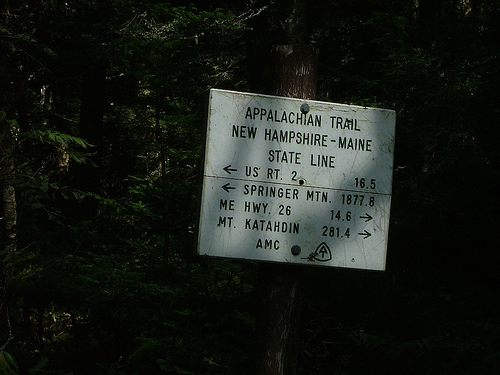 APPALACHIAN TRAIL
NEW HAMPSHIRE-MAINE
STATE LINE
← US RT. 2 16.5
← SPRINGER MTN. 1877.8
ME HWY. 26 14.6 →
MT. KATAHDIN 281.4 →
AMC